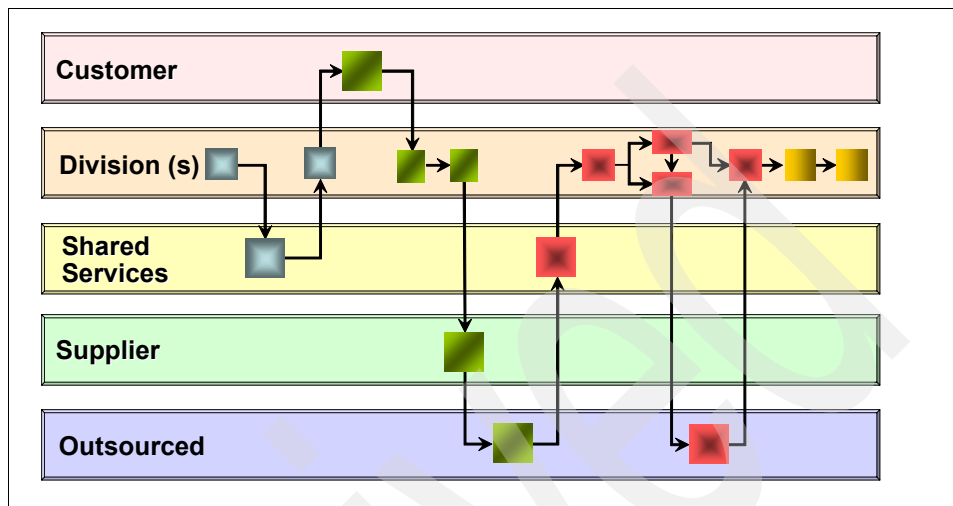 Customer
Division (s)
Shared
Services
Supplier
Outsourced